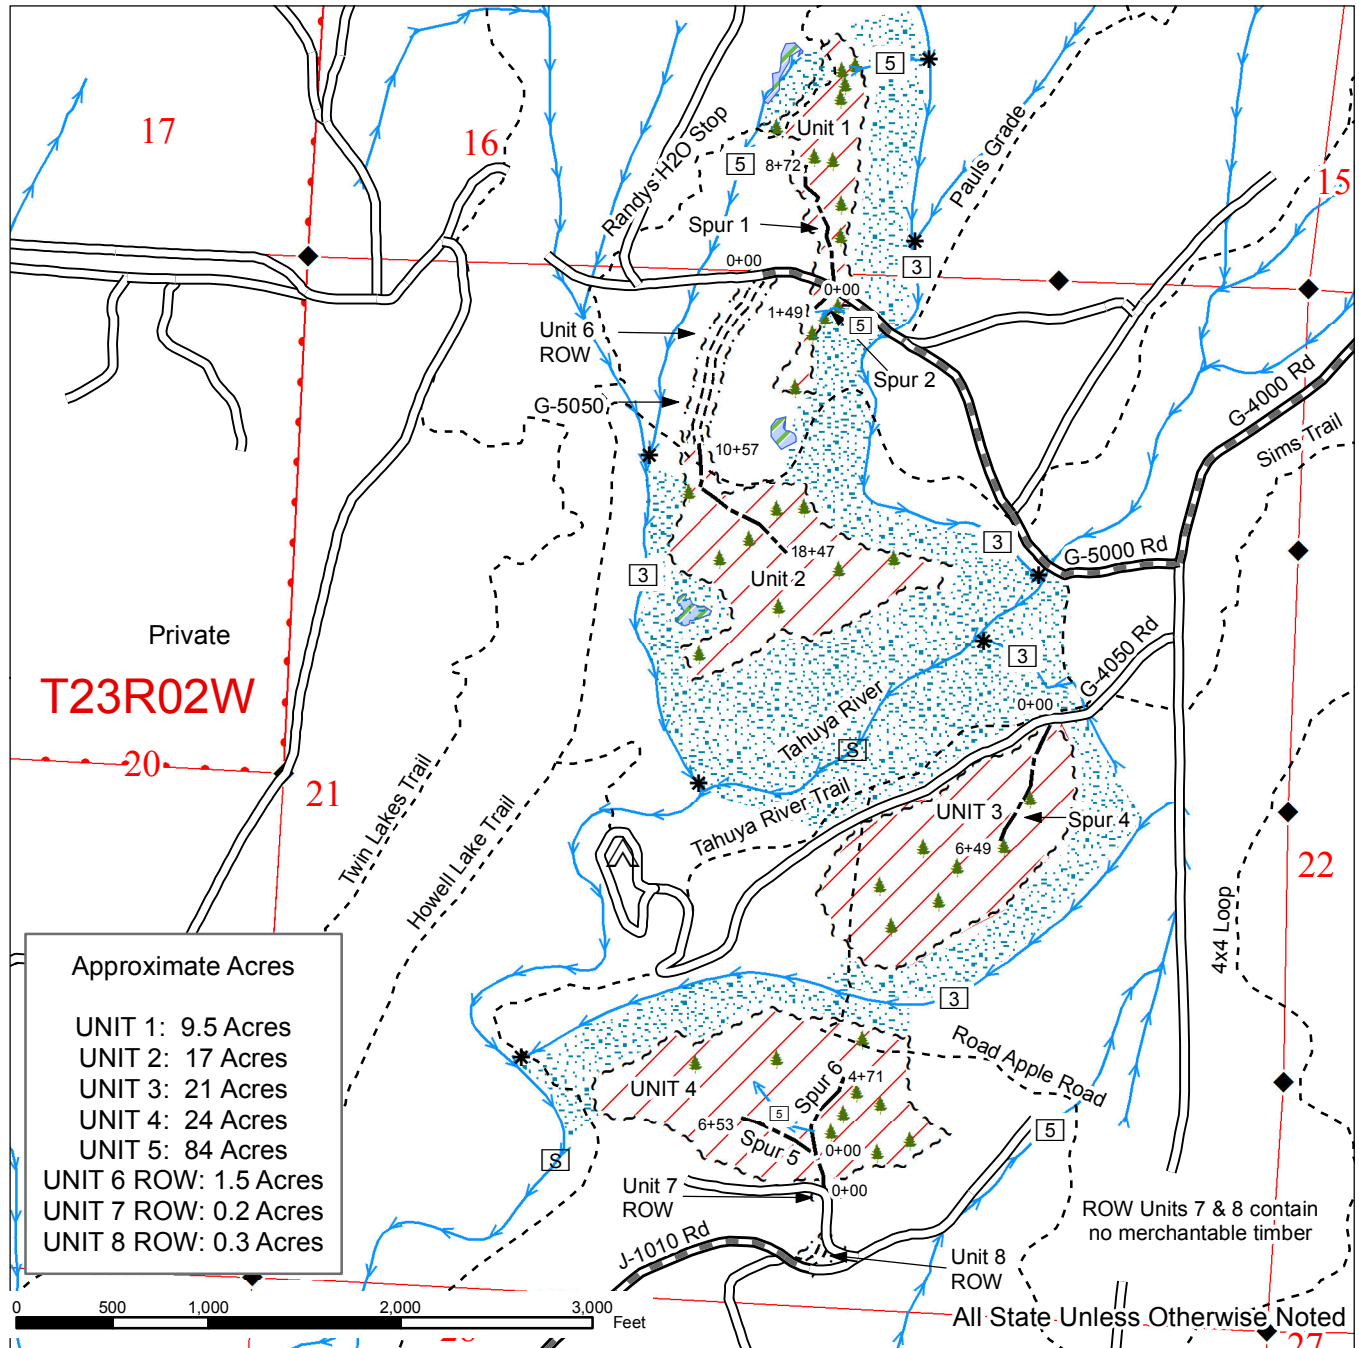 17
16
15
5
Unit 1
5
8+72
Randys H2O Stop
Pauls Grade
Spur 1
0+00
3
0+00
1+49
5
Unit 6
ROW
Spur 2
G-5050
G-4000 Rd
Sims Trail
10+57
3
G-5000 Rd
18+47
Unit 2
3
Private
3
G-4050 Rd
T23R02W
0+00
Tahuya River
S
20
21
Tahuya River Trail
UNIT 3
Spur 4
6+49
Twin Lakes Trail
Howell Lake Trail
22
4x4 Loop
3
Approximate Acres
UNIT 1: 9.5 Acres
UNIT 2: 17 Acres
UNIT 3: 21 Acres
UNIT 4: 24 Acres
UNIT 5: 84 Acres
UNIT 6 ROW: 1.5 Acres
UNIT 7 ROW: 0.2 Acres
UNIT 8 ROW: 0.3 Acres
Road Apple Road
UNIT 4
Spur 6
4+71
5
6+53
Spur 5
0+00
5
S
Unit 7
ROW
0+00
ROW Units 7 & 8 contain
no merchantable timber
J-1010 Rd
Unit 8
ROW
0 500 1,000 2,000 3,000
Feet
All State Unless Otherwise Noted
27